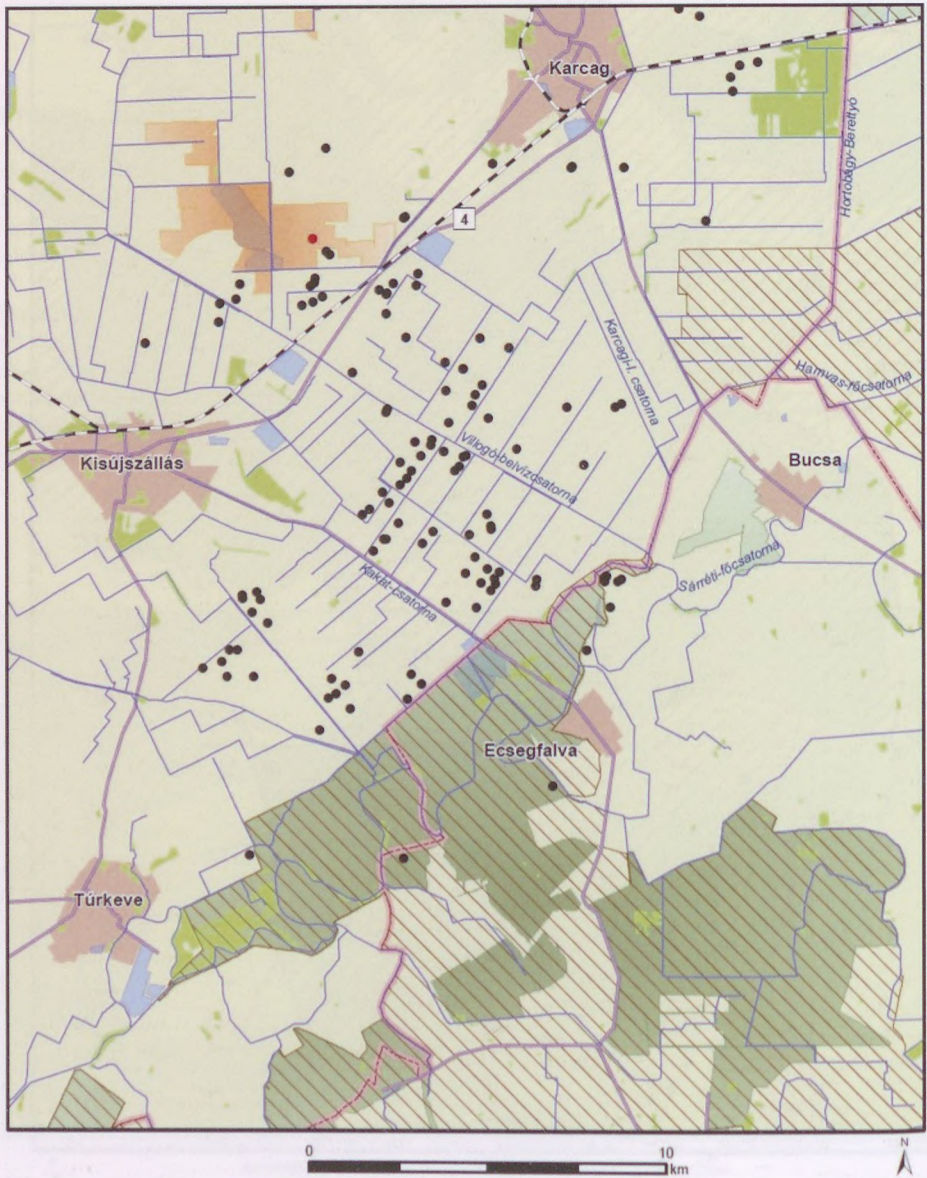 Karcag
Hortobágy-Berettyó
4
Karcagi-I. csatorna
Hamvas-főcsatorna
Kisújszállás
Villogó-belvízcsatorna
Bucsa
Sárréti-főcsatorna
Kakat-csatorna
Ecsegfalva
Túrkeve
0
10
km
N